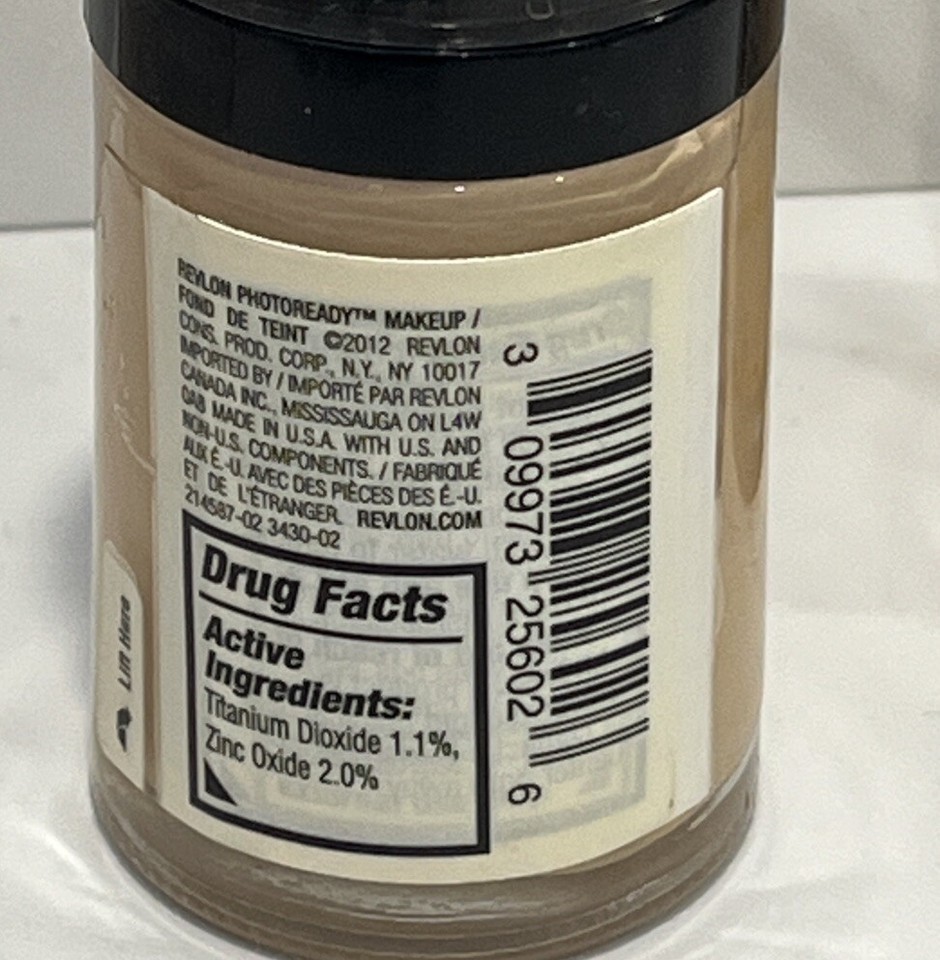 REVLON PHOTOREADY™ MAKEUP /
FOND DE TEINT ©2012 REVLON
CONS. PROD. CORP., N.Y., NY 10017
IMPORTED BY / IMPORTÉ PAR REVLON
CANADA INC., MISSISSAUGA ON L4W
0A8 MADE IN U.S.A. WITH U.S. AND
NON-U.S. COMPONENTS. / FABRIQUÉ
AUX É.-U. AVEC DES PIÈCES DES É.-U.
ET DE L'ÉTRANGER. REVLON.COM
214587-02 3430-02
Drug Facts
Active
Ingredients:
Titanium Dioxide 1.1%,
Zinc Oxide 2.0%
3 09973 25602 6
Lift Here